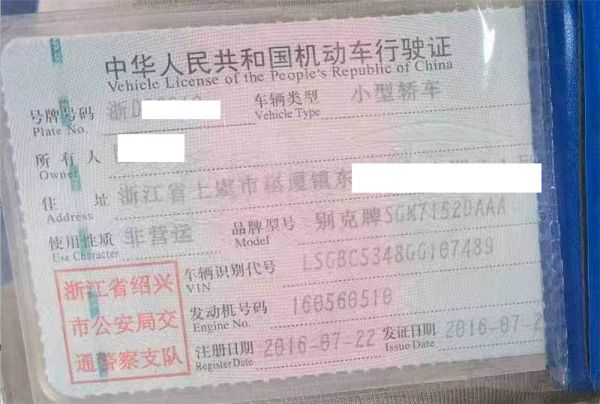 中华人民共和国机动车行驶证
Vehicle License of the People's Republic of China
号牌号码 浙D 车辆类型 小型轿车
Plate No. Vehicle Type
所有人
Owner
住址 浙江省上虞市崧厦镇东
Address
使用性质 非营运 品牌型号 别克牌SGM7152DAAA
Use Character Model
车辆识别代号 LSGBC5348GG107489
VIN
发动机号码 160560510
Engine No.
注册日期 2016-07-22 发证日期 2016-07-22
Register Date Issue Date
浙江省绍兴
市公安局交
通警察支队